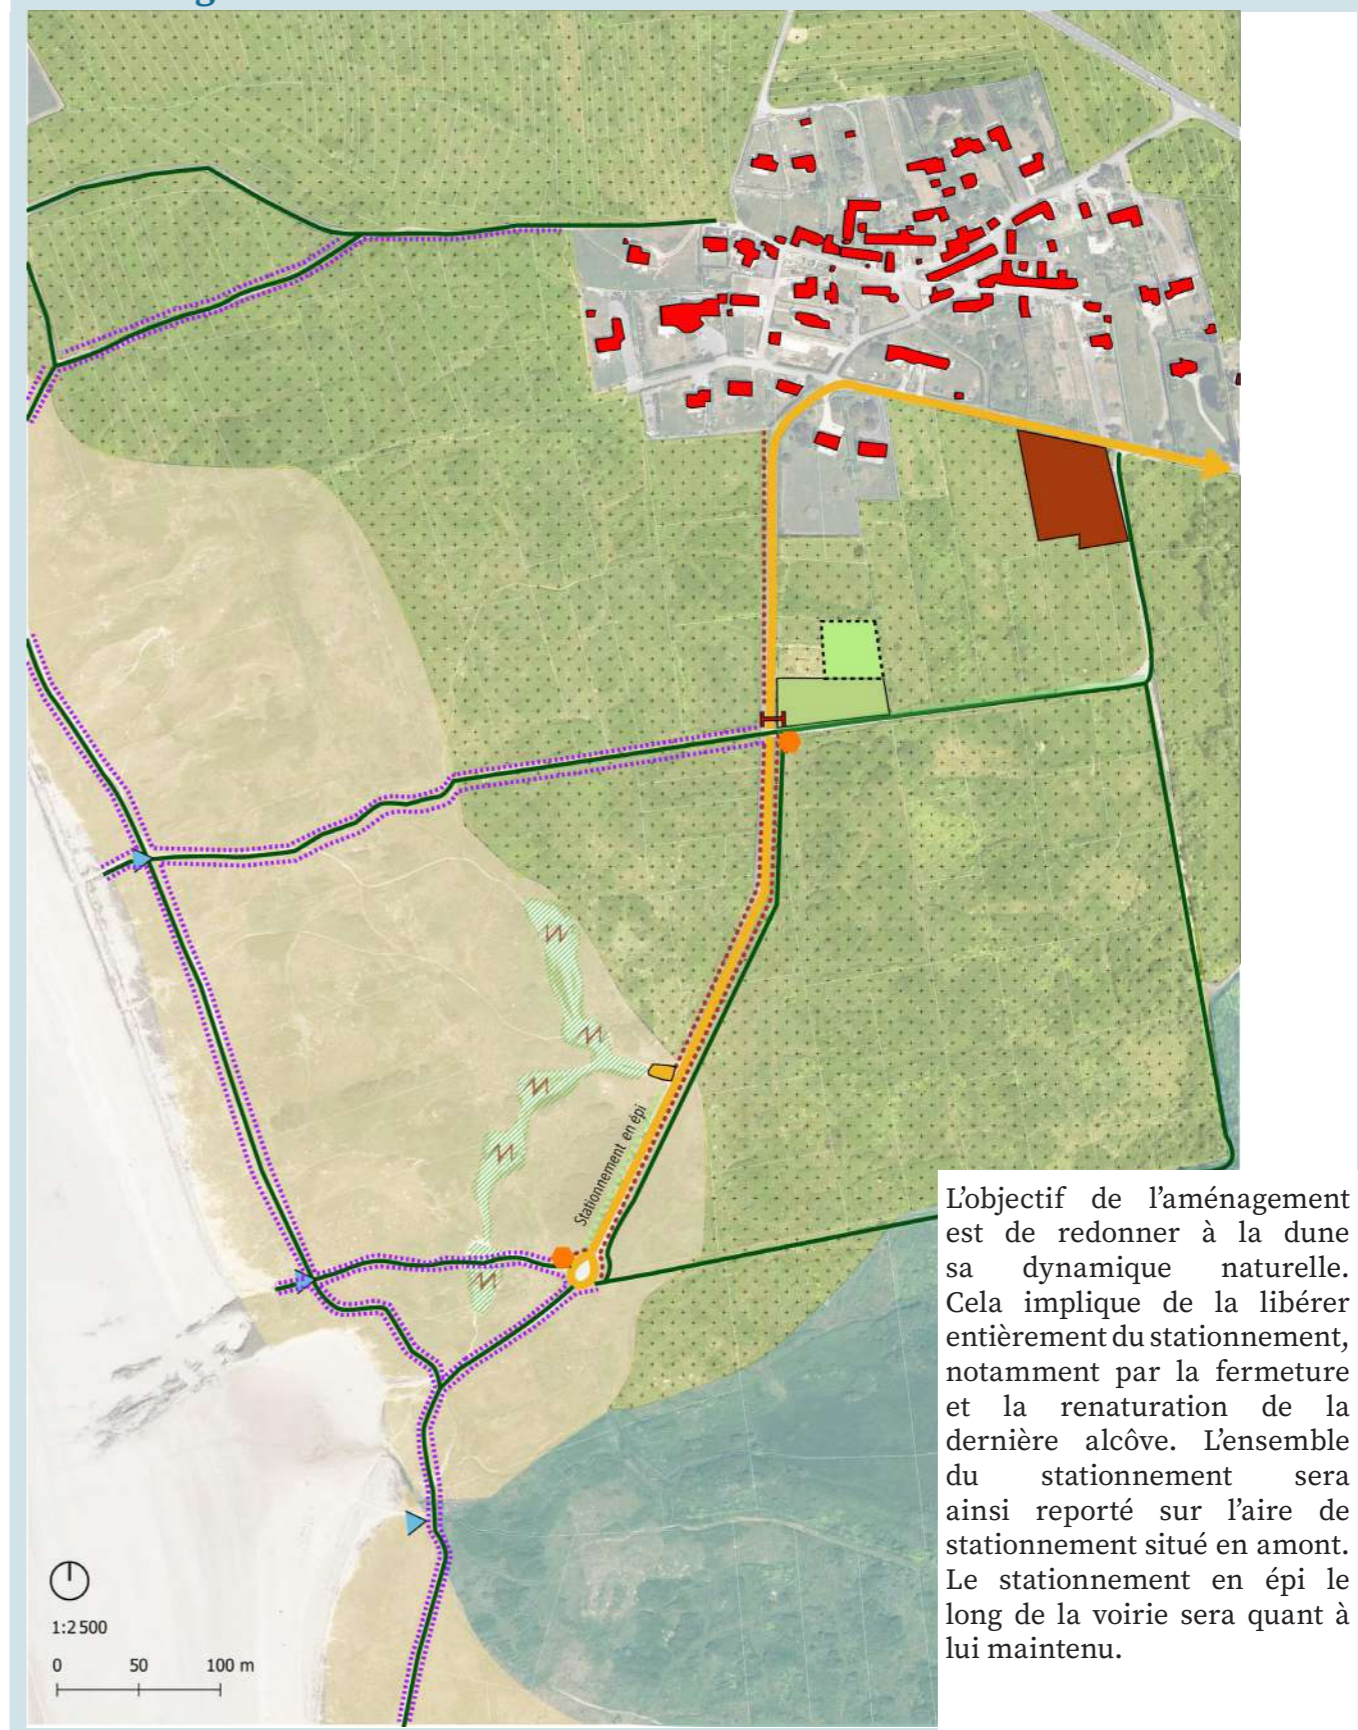 Stationnement en épi
L'objectif de l'aménagement
est de redonner à la dune
sa dynamique naturelle.
Cela implique de la libérer
entièrement du stationnement,
notamment par la fermeture
et la renaturation de la
dernière alcôve. L'ensemble
du stationnement sera
ainsi reporté sur l'aire de
stationnement situé en amont.
Le stationnement en épi le
long de la voirie sera quant à
lui maintenu.
1:2 500
0 50 100 m